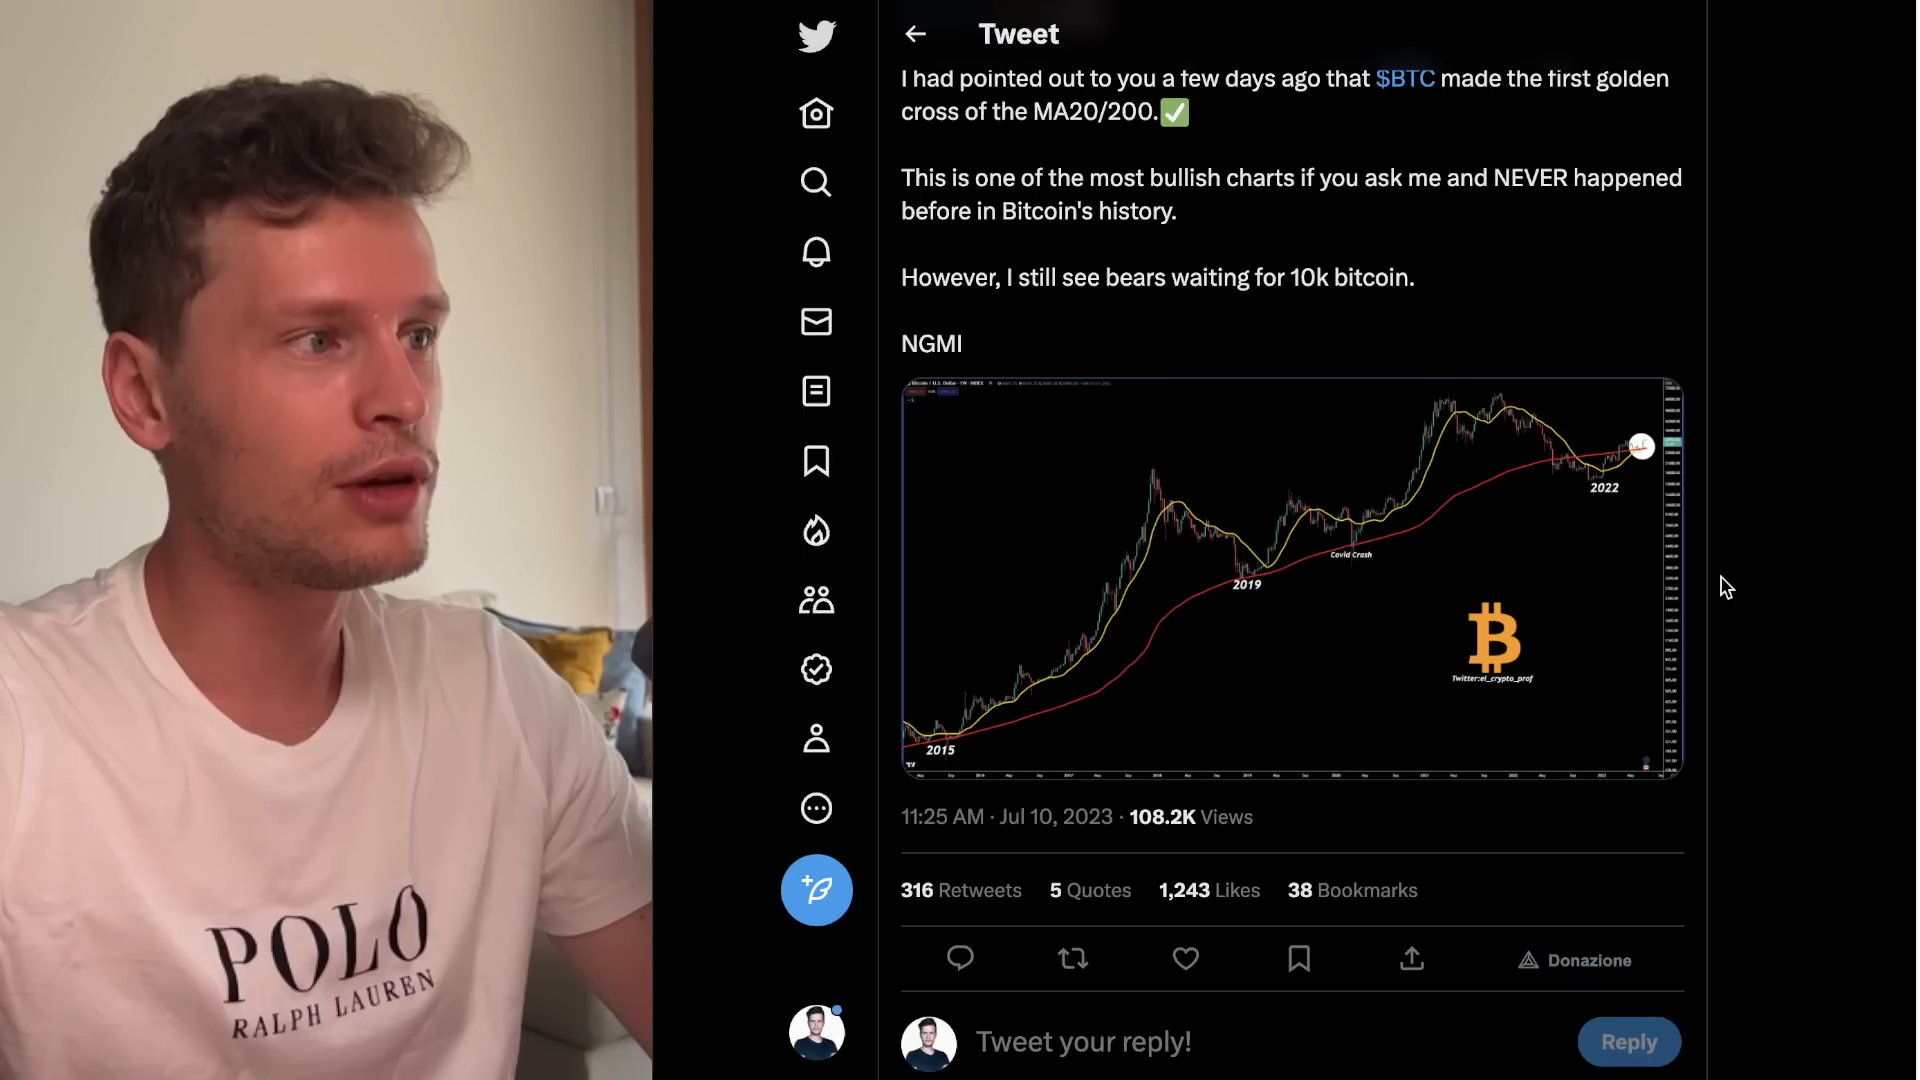 Tweet
I had pointed out to you a few days ago that $BTC made the first golden
cross of the MA20/200.✅
This is one of the most bullish charts if you ask me and NEVER happened
before in Bitcoin's history.
However, I still see bears waiting for 10k bitcoin.
NGMI
2022
Covid Crash
2019
Twitter:el_crypto_prof
2015
11:25 AM · Jul 10, 2023 · 108.2K Views
316 Retweets 5 Quotes 1,243 Likes 38 Bookmarks
Donazione
Tweet your reply!
Reply
POLO
RALPH LAUREN